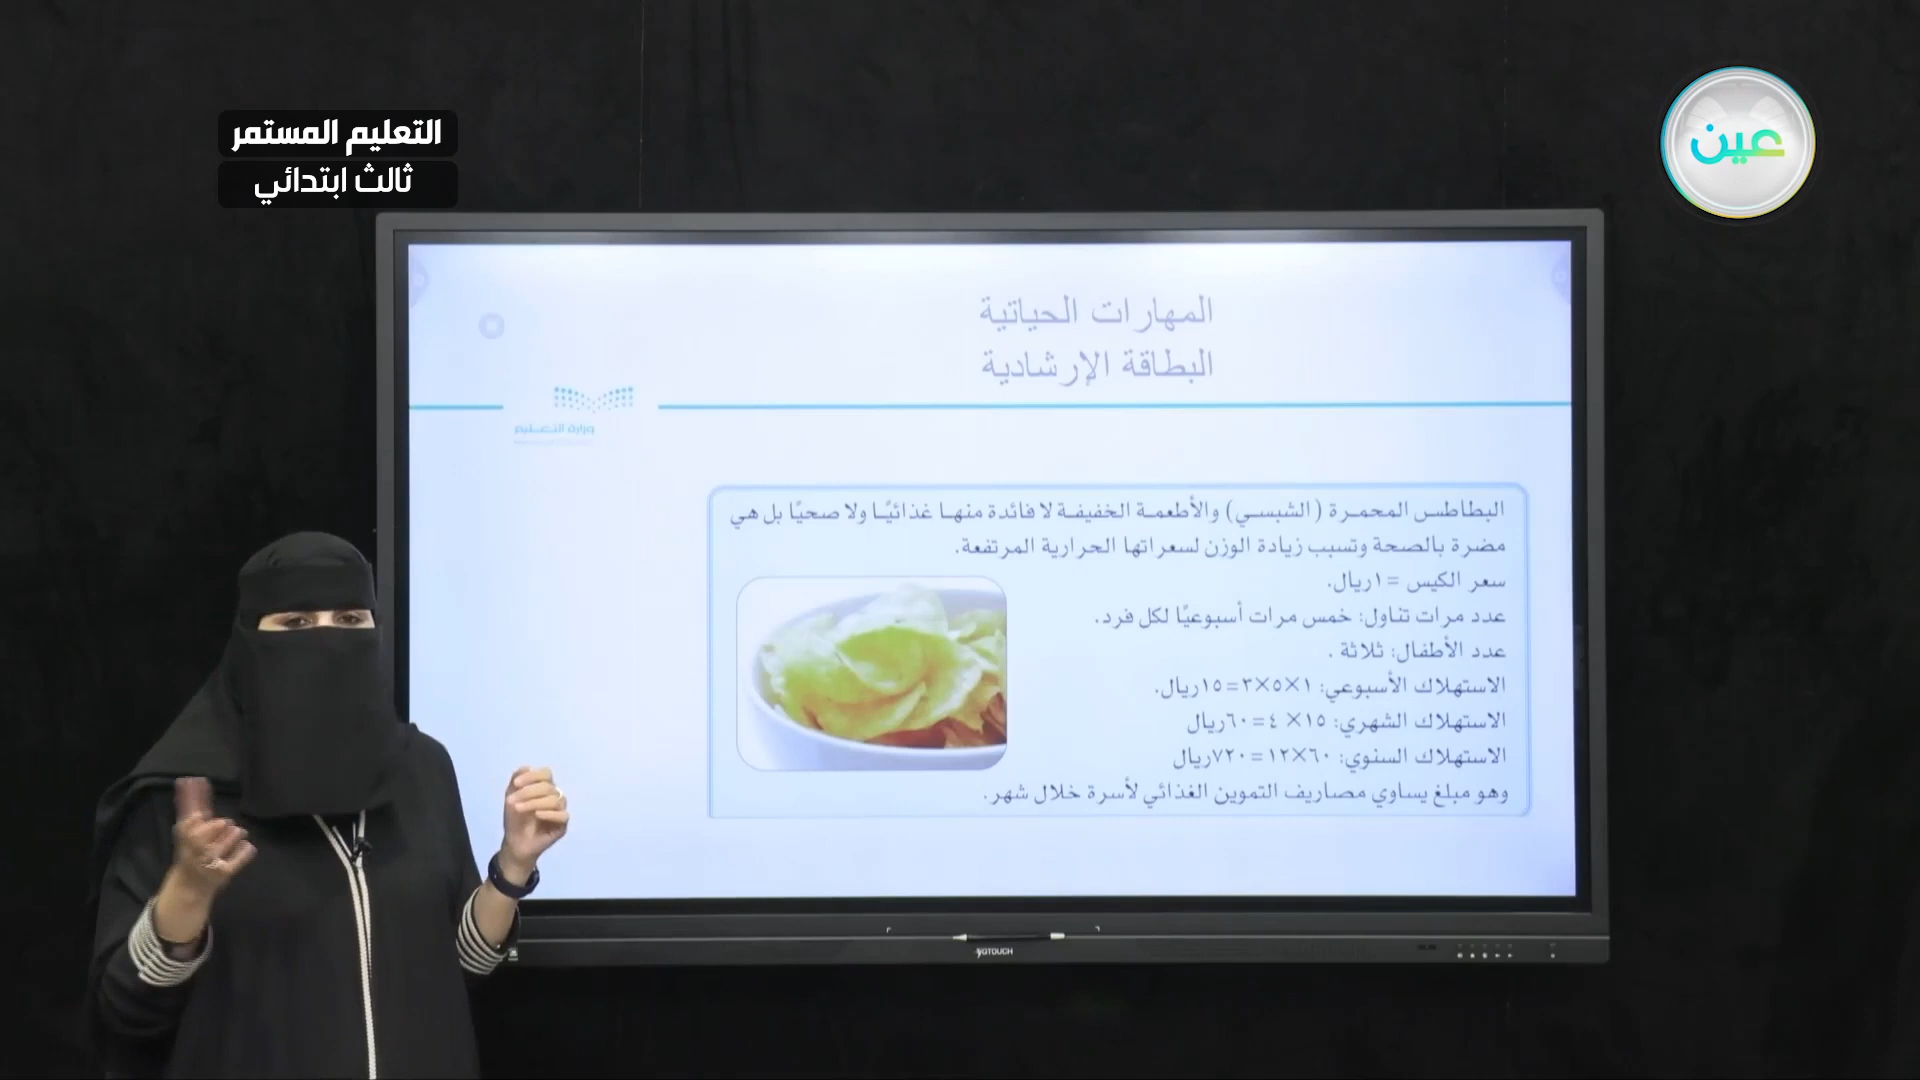 التعليم المستمر
ثالث ابتدائي
عين
المهارات الحياتية
البطاقة الإرشادية
وزارة التعليم
البطاطس المحمرة (الشبسي) والأطعمة الخفيفة لا فائدة منها غذائيًا ولا صحيًا بل هي
مضرة بالصحة وتسبب زيادة الوزن لسعراتها الحرارية المرتفعة.
سعر الكيس = ١ريال.
عدد مرات تناول: خمس مرات أسبوعيًا لكل فرد.
عدد الأطفال: ثلاثة .
الاستهلاك الأسبوعي: ١×٥×٣=١٥ريال.
الاستهلاك الشهري: ١٥× ٤=٦٠ريال
الاستهلاك السنوي: ٦٠×١٢=٧٢٠ريال
وهو مبلغ يساوي مصاريف التموين الغذائي لأسرة خلال شهر.